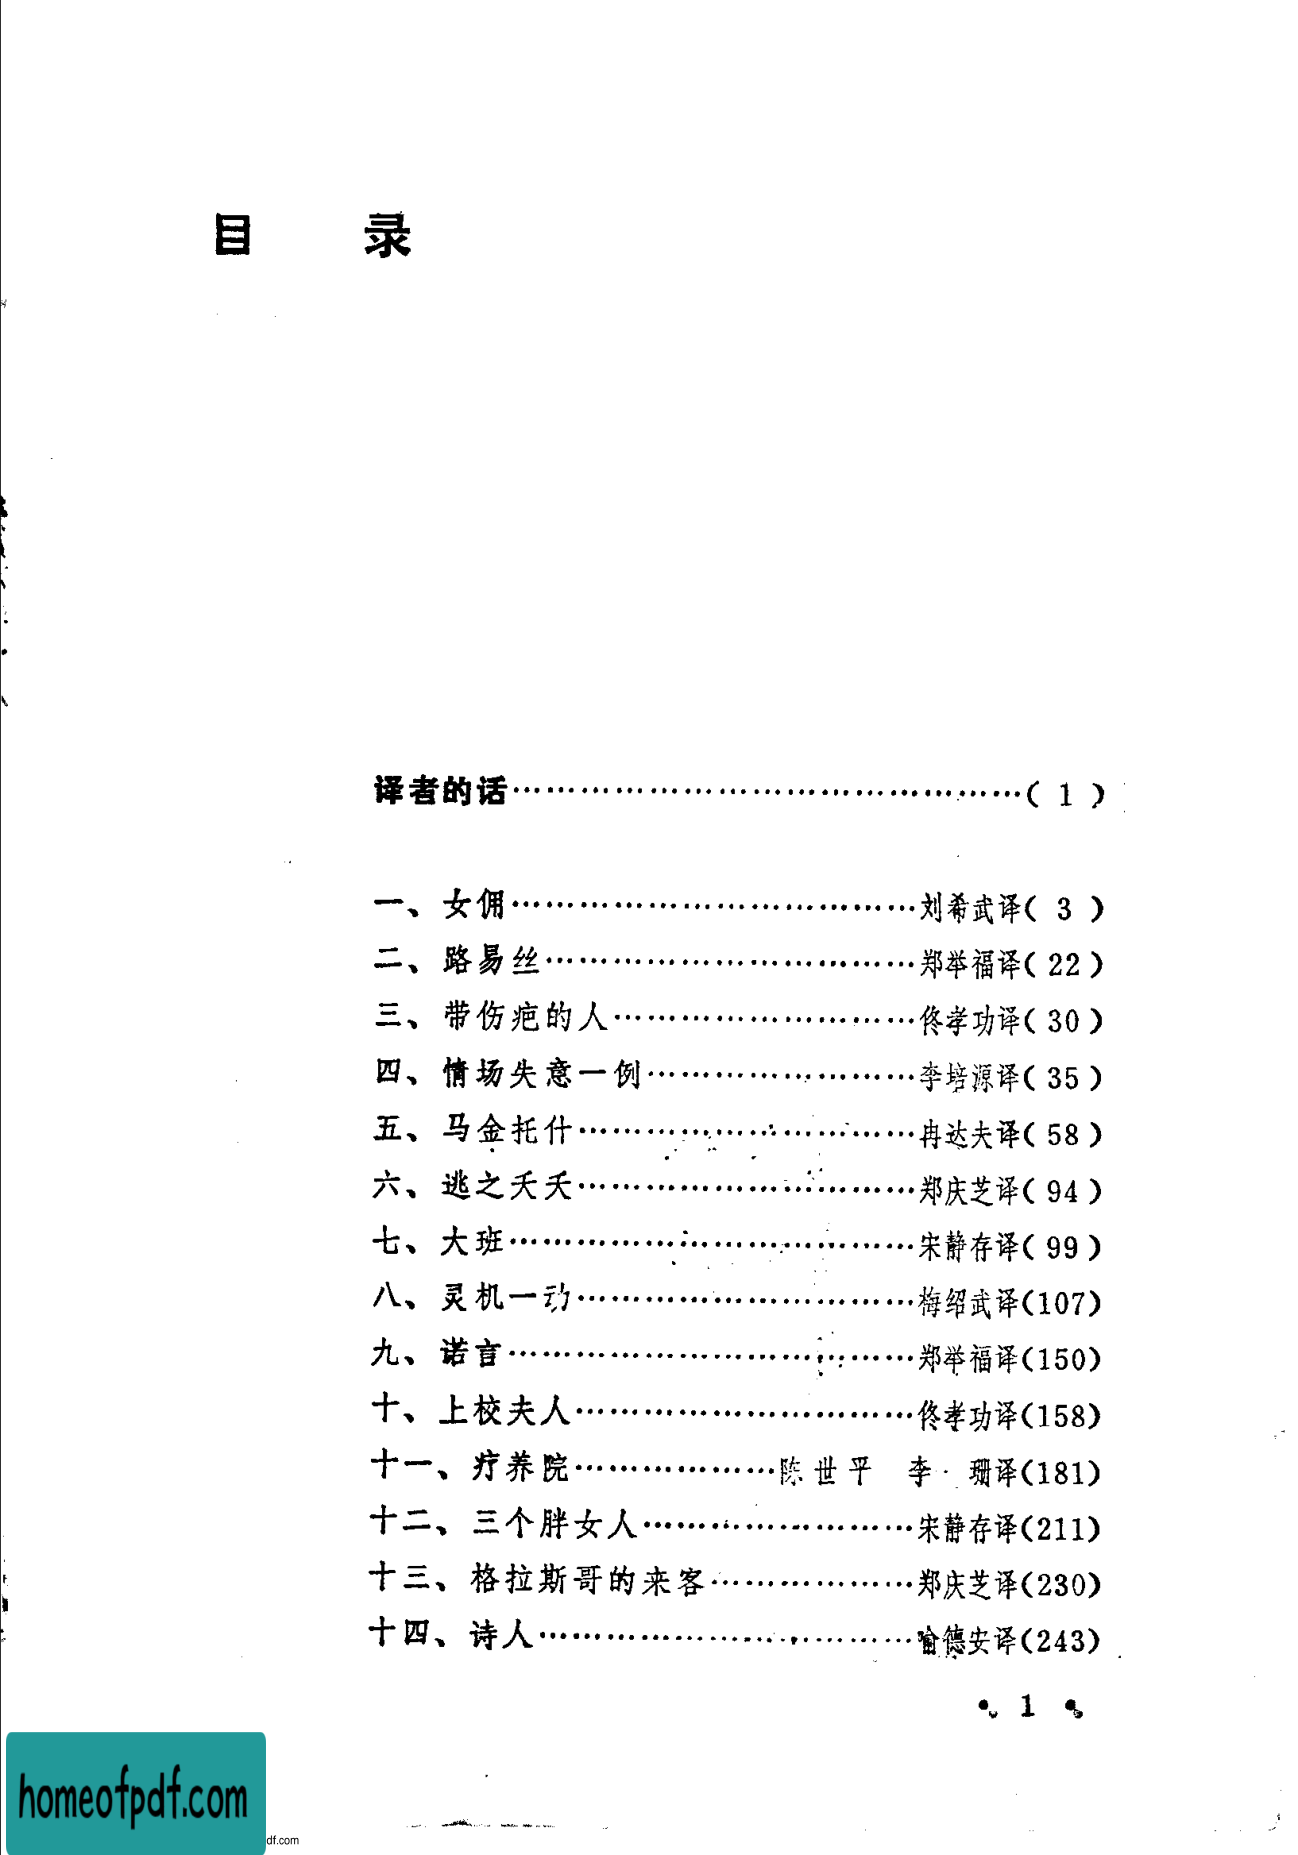 目 录
译者的话……………………………………( 1 )
一、女佣……………………………刘希武译( 3 )
二、路易丝…………………………郑举福译( 22 )
三、带伤疤的人……………………佟孝功译( 30 )
四、情场失意一例…………………李培源译( 35 )
五、马金托什………………………冉达夫译( 58 )
六、逃之夭夭………………………郑庆芝译( 94 )
七、大班……………………………宋静存译( 99 )
八、灵机一动………………………梅绍武译(107)
九、诺言……………………………郑举福译(150)
十、上校夫人………………………佟孝功译(158)
十一、疗养院………………陈世平 李·珊译(181)
十二、三个胖女人…………………宋静存译(211)
十三、格拉斯哥的来客……………郑庆芝译(230)
十四、诗人…………………………喻德安译(243)
• 1 •
homeofpdf.com
df.com